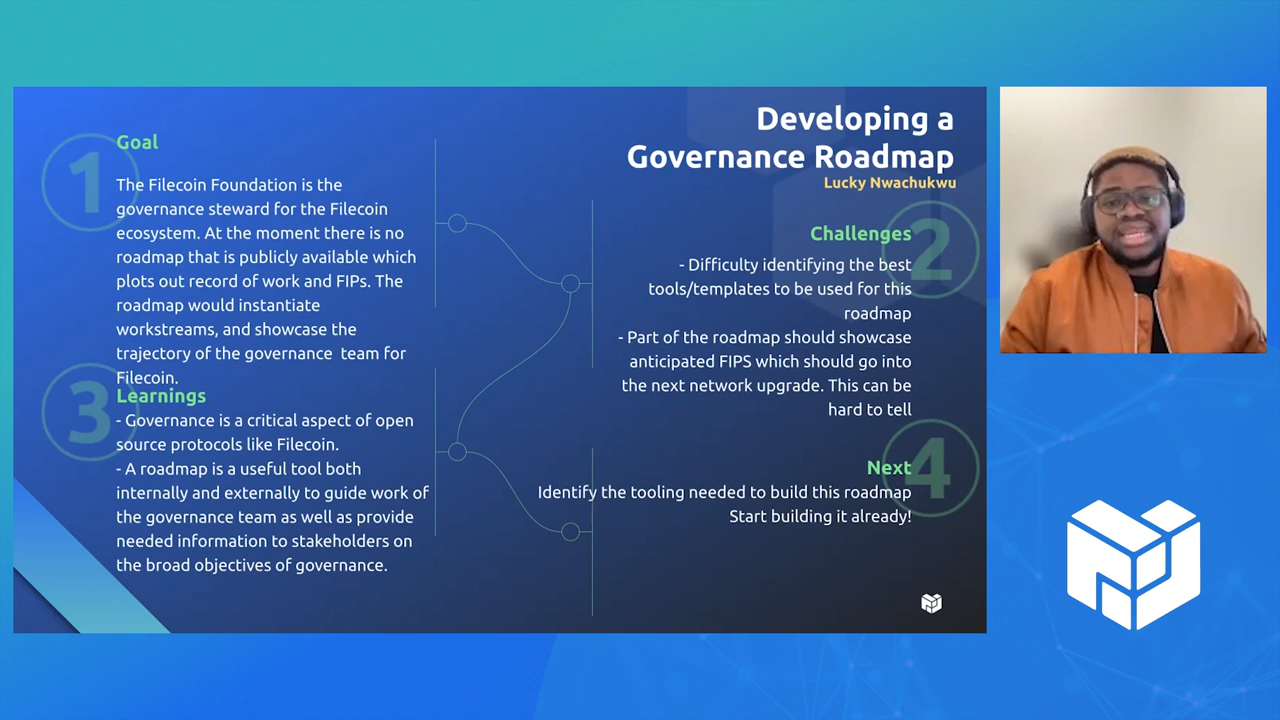 Developing a
Governance Roadmap
Lucky Nwachukwu
1
Goal
The Filecoin Foundation is the
governance steward for the Filecoin
ecosystem. At the moment there is no
roadmap that is publicly available which
plots out record of work and FIPs. The
roadmap would instantiate
workstreams, and showcase the
trajectory of the governance team for
Filecoin.
2
Challenges
- Difficulty identifying the best
tools/templates to be used for this
roadmap
- Part of the roadmap should showcase
anticipated FIPS which should go into
the next network upgrade. This can be
hard to tell
3
Learnings
- Governance is a critical aspect of open
source protocols like Filecoin.
- A roadmap is a useful tool both
internally and externally to guide work of
the governance team as well as provide
needed information to stakeholders on
the broad objectives of governance.
4
Next
Identify the tooling needed to build this roadmap
Start building it already!